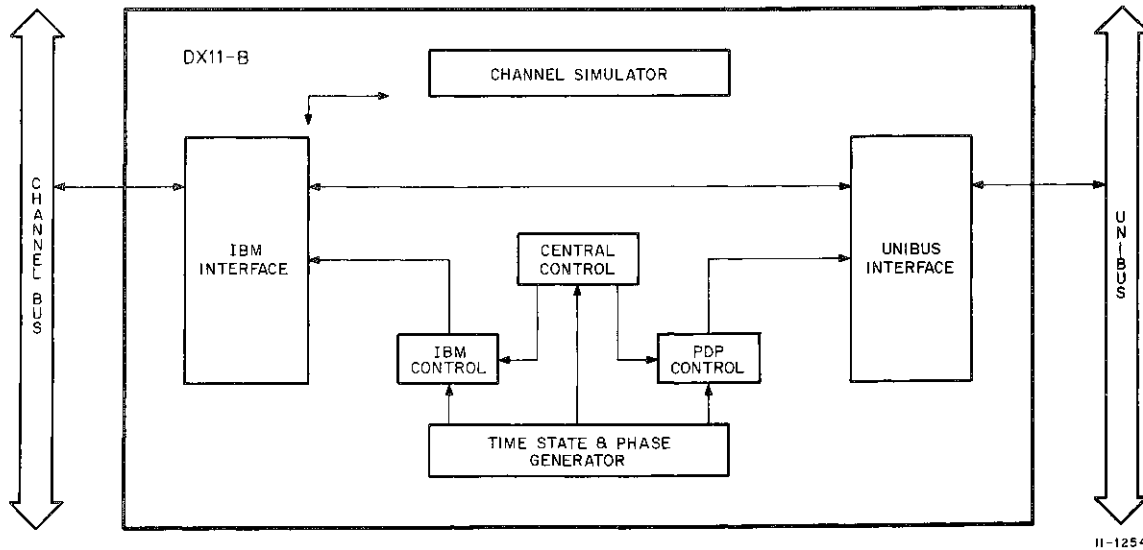 DX11-B
CHANNEL SIMULATOR
CHANNEL BUS
IBM
INTERFACE
CENTRAL
CONTROL
UNIBUS
INTERFACE
UNIBUS
IBM
CONTROL
PDP
CONTROL
TIME STATE & PHASE
GENERATOR
11-1254